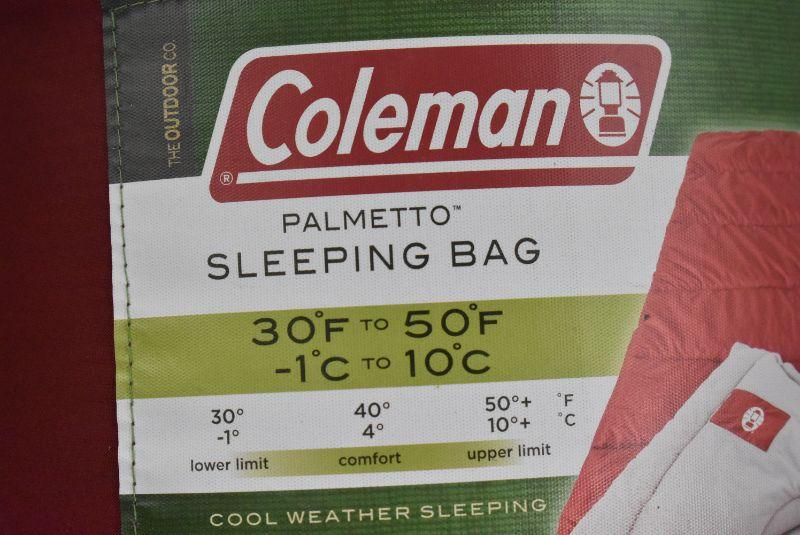 THE OUTDOOR CO
Coleman
®
PALMETTO™
SLEEPING BAG
30°F TO 50°F
-1°C TO 10°C
30° 40° 50°+ °F
-1° 4° 10°+ °C
lower limit comfort upper limit
COOL WEATHER SLEEPING